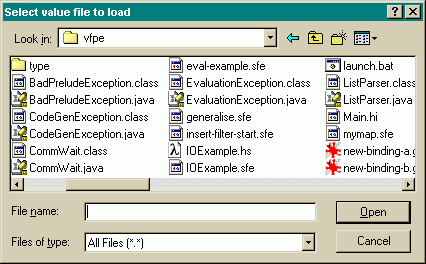 Select value file to load
Look in:
vfpe
type
BadPreludeException.class
BadPreludeException.java
CodeGenException.class
CodeGenException.java
CommWait.class
CommWait.java
eval-example.sfe
EvaluationException.class
EvaluationException.java
generalise.sfe
insert-filter-start.sfe
IOExample.hs
IOExample.sfe
launch.bat
ListParser.class
ListParser.java
Main.hi
mymap.sfe
new-binding-a.g
new-binding-b.g
File name:
Open
Files of type:
All Files (*.*)
Cancel